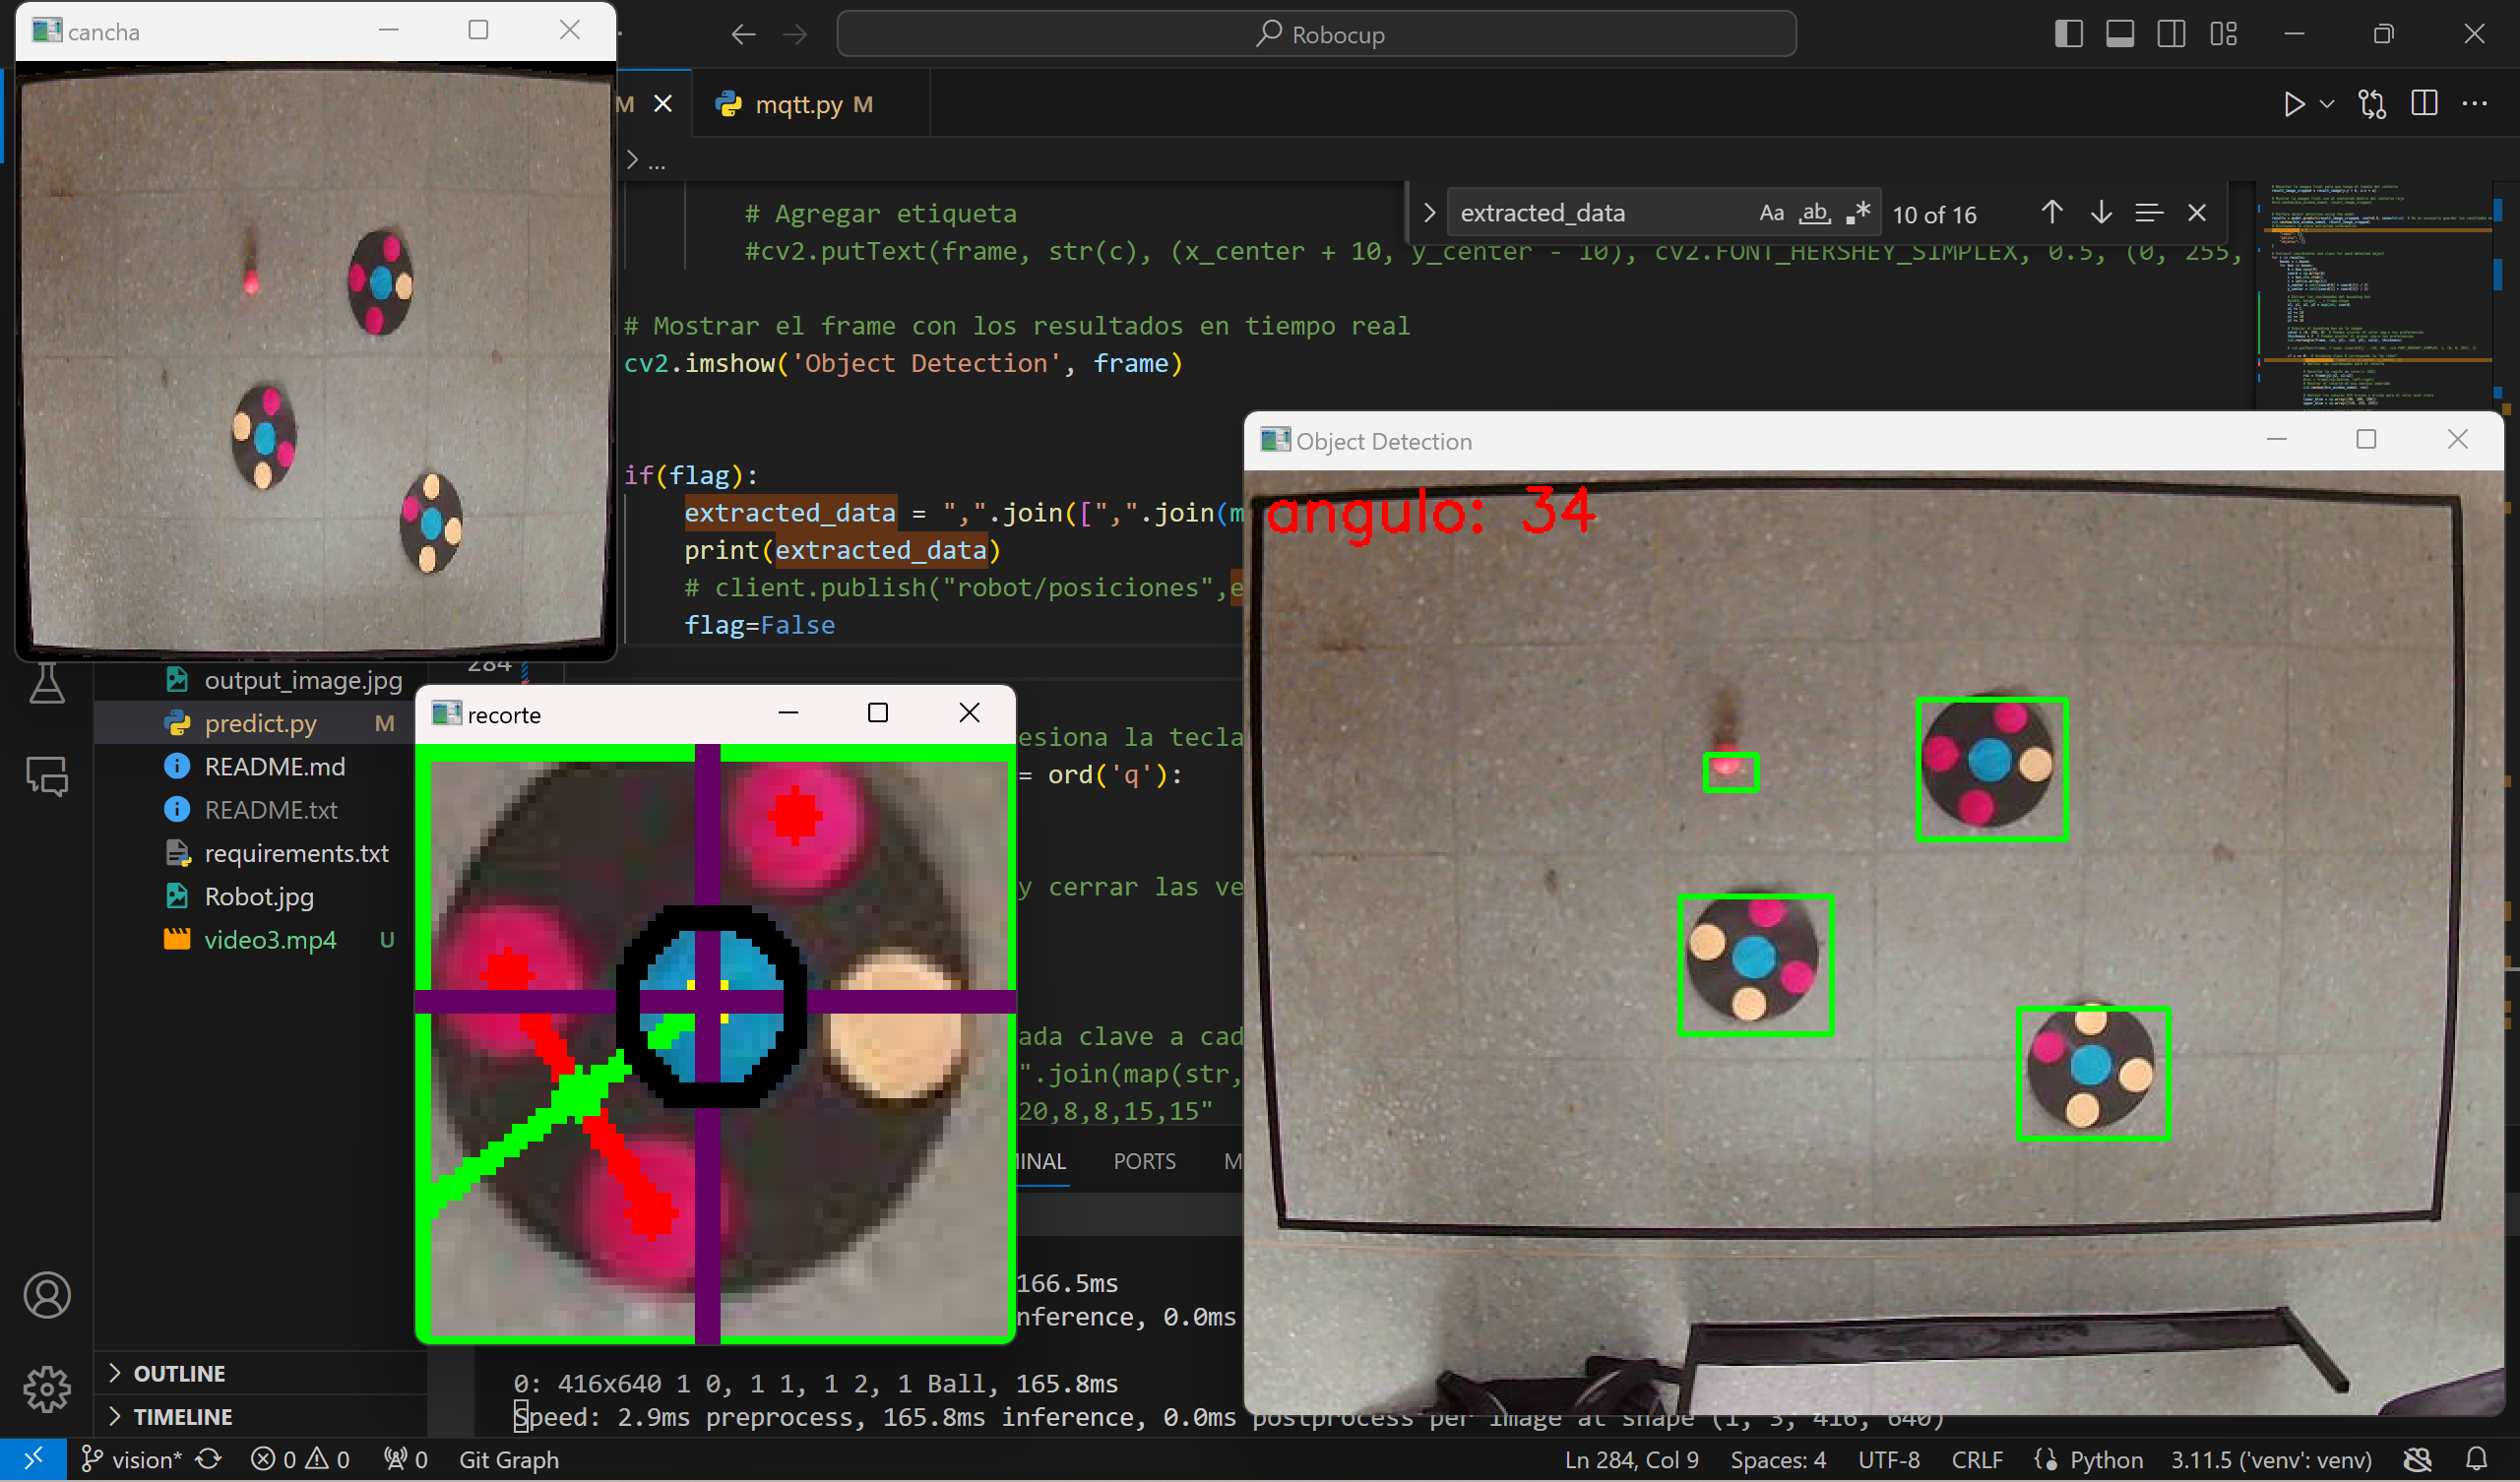 cancha
Robocup
M
mqtt.py M
> ...
extracted_data
Aa
ab
10 of 16
# Agregar etiqueta
#cv2.putText(frame, str(c), (x_center + 10, y_center - 10), cv2.FONT_HERSHEY_SIMPLEX, 0.5, (0, 255,
# Mostrar el frame con los resultados en tiempo real
cv2.imshow('Object Detection', frame)
if(flag):
extracted_data = ",".join([",".join(m
print(extracted_data)
# client.publish("robot/posiciones",e
flag=False
284
Object Detection
angulo: 34
output_image.jpg
predict.py M
README.md
README.txt
requirements.txt
Robot.jpg
video3.mp4 U
recorte
esiona la tecla
= ord('q'):
y cerrar las ve
ada clave a cad
".join(map(str,
20,8,8,15,15"
INAL
PORTS
M
166.5ms
nference, 0.0ms
0: 416x640 1 0, 1 1, 1 2, 1 Ball, 165.8ms
Speed: 2.9ms preprocess, 165.8ms inference, 0.0ms postprocess per image at shape (1, 3, 416, 640)
OUTLINE
TIMELINE
vision*
0
0
0
Git Graph
Ln 284, Col 9
Spaces: 4
UTF-8
CRLF
Python
3.11.5 ('venv': venv)